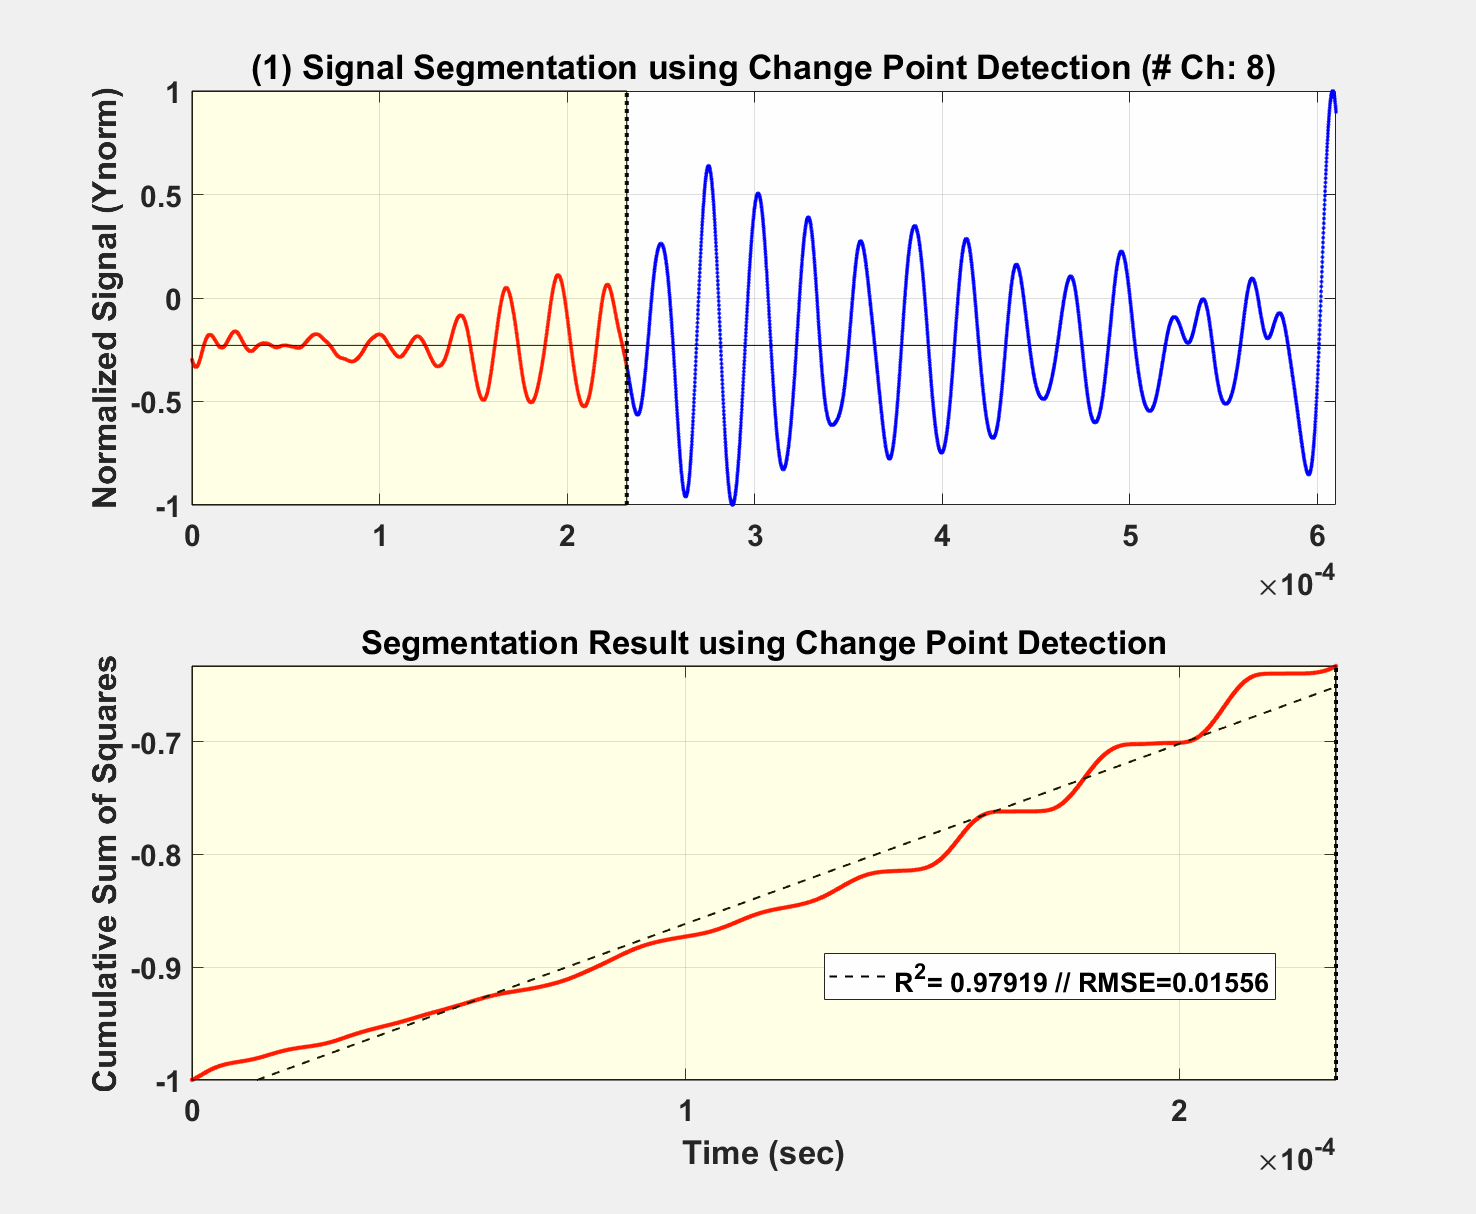 (1) Signal Segmentation using Change Point Detection (# Ch: 8)
Normalized Signal (Ynorm)
1
0.5
0
-0.5
-1
0 1 2 3 4 5 6
×10-4
Segmentation Result using Change Point Detection
Cumulative Sum of Squares
-0.7
-0.8
-0.9
-1
R2= 0.97919 // RMSE=0.01556
0 1 2
Time (sec)
×10-4